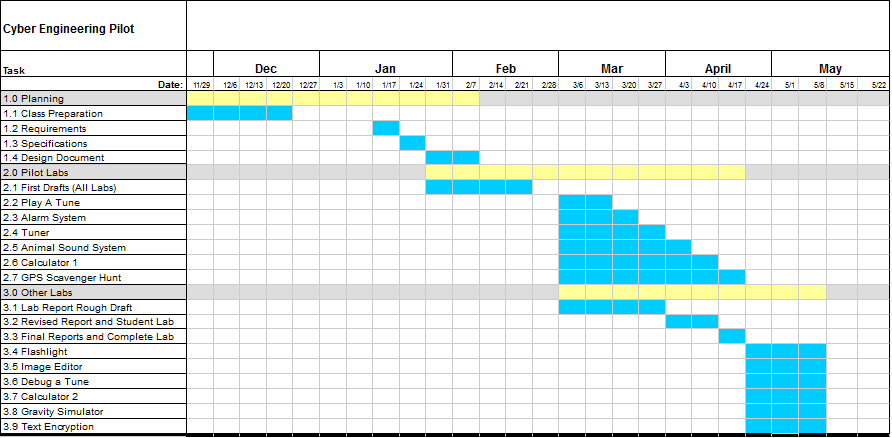 Cyber Engineering Pilot
Task Dec Jan Feb Mar April May
Date: 11/29 12/6 12/13 12/20 12/27 1/3 1/10 1/17 1/24 1/31 2/7 2/14 2/21 2/28 3/6 3/13 3/20 3/27 4/3 4/10 4/17 4/24 5/1 5/8 5/15 5/22
1.0 Planning
1.1 Class Preparation
1.2 Requirements
1.3 Specifications
1.4 Design Document
2.0 Pilot Labs
2.1 First Drafts (All Labs)
2.2 Play A Tune
2.3 Alarm System
2.4 Tuner
2.5 Animal Sound System
2.6 Calculator 1
2.7 GPS Scavenger Hunt
3.0 Other Labs
3.1 Lab Report Rough Draft
3.2 Revised Report and Student Lab
3.3 Final Reports and Complete Lab
3.4 Flashlight
3.5 Image Editor
3.6 Debug a Tune
3.7 Calculator 2
3.8 Gravity Simulator
3.9 Text Encryption